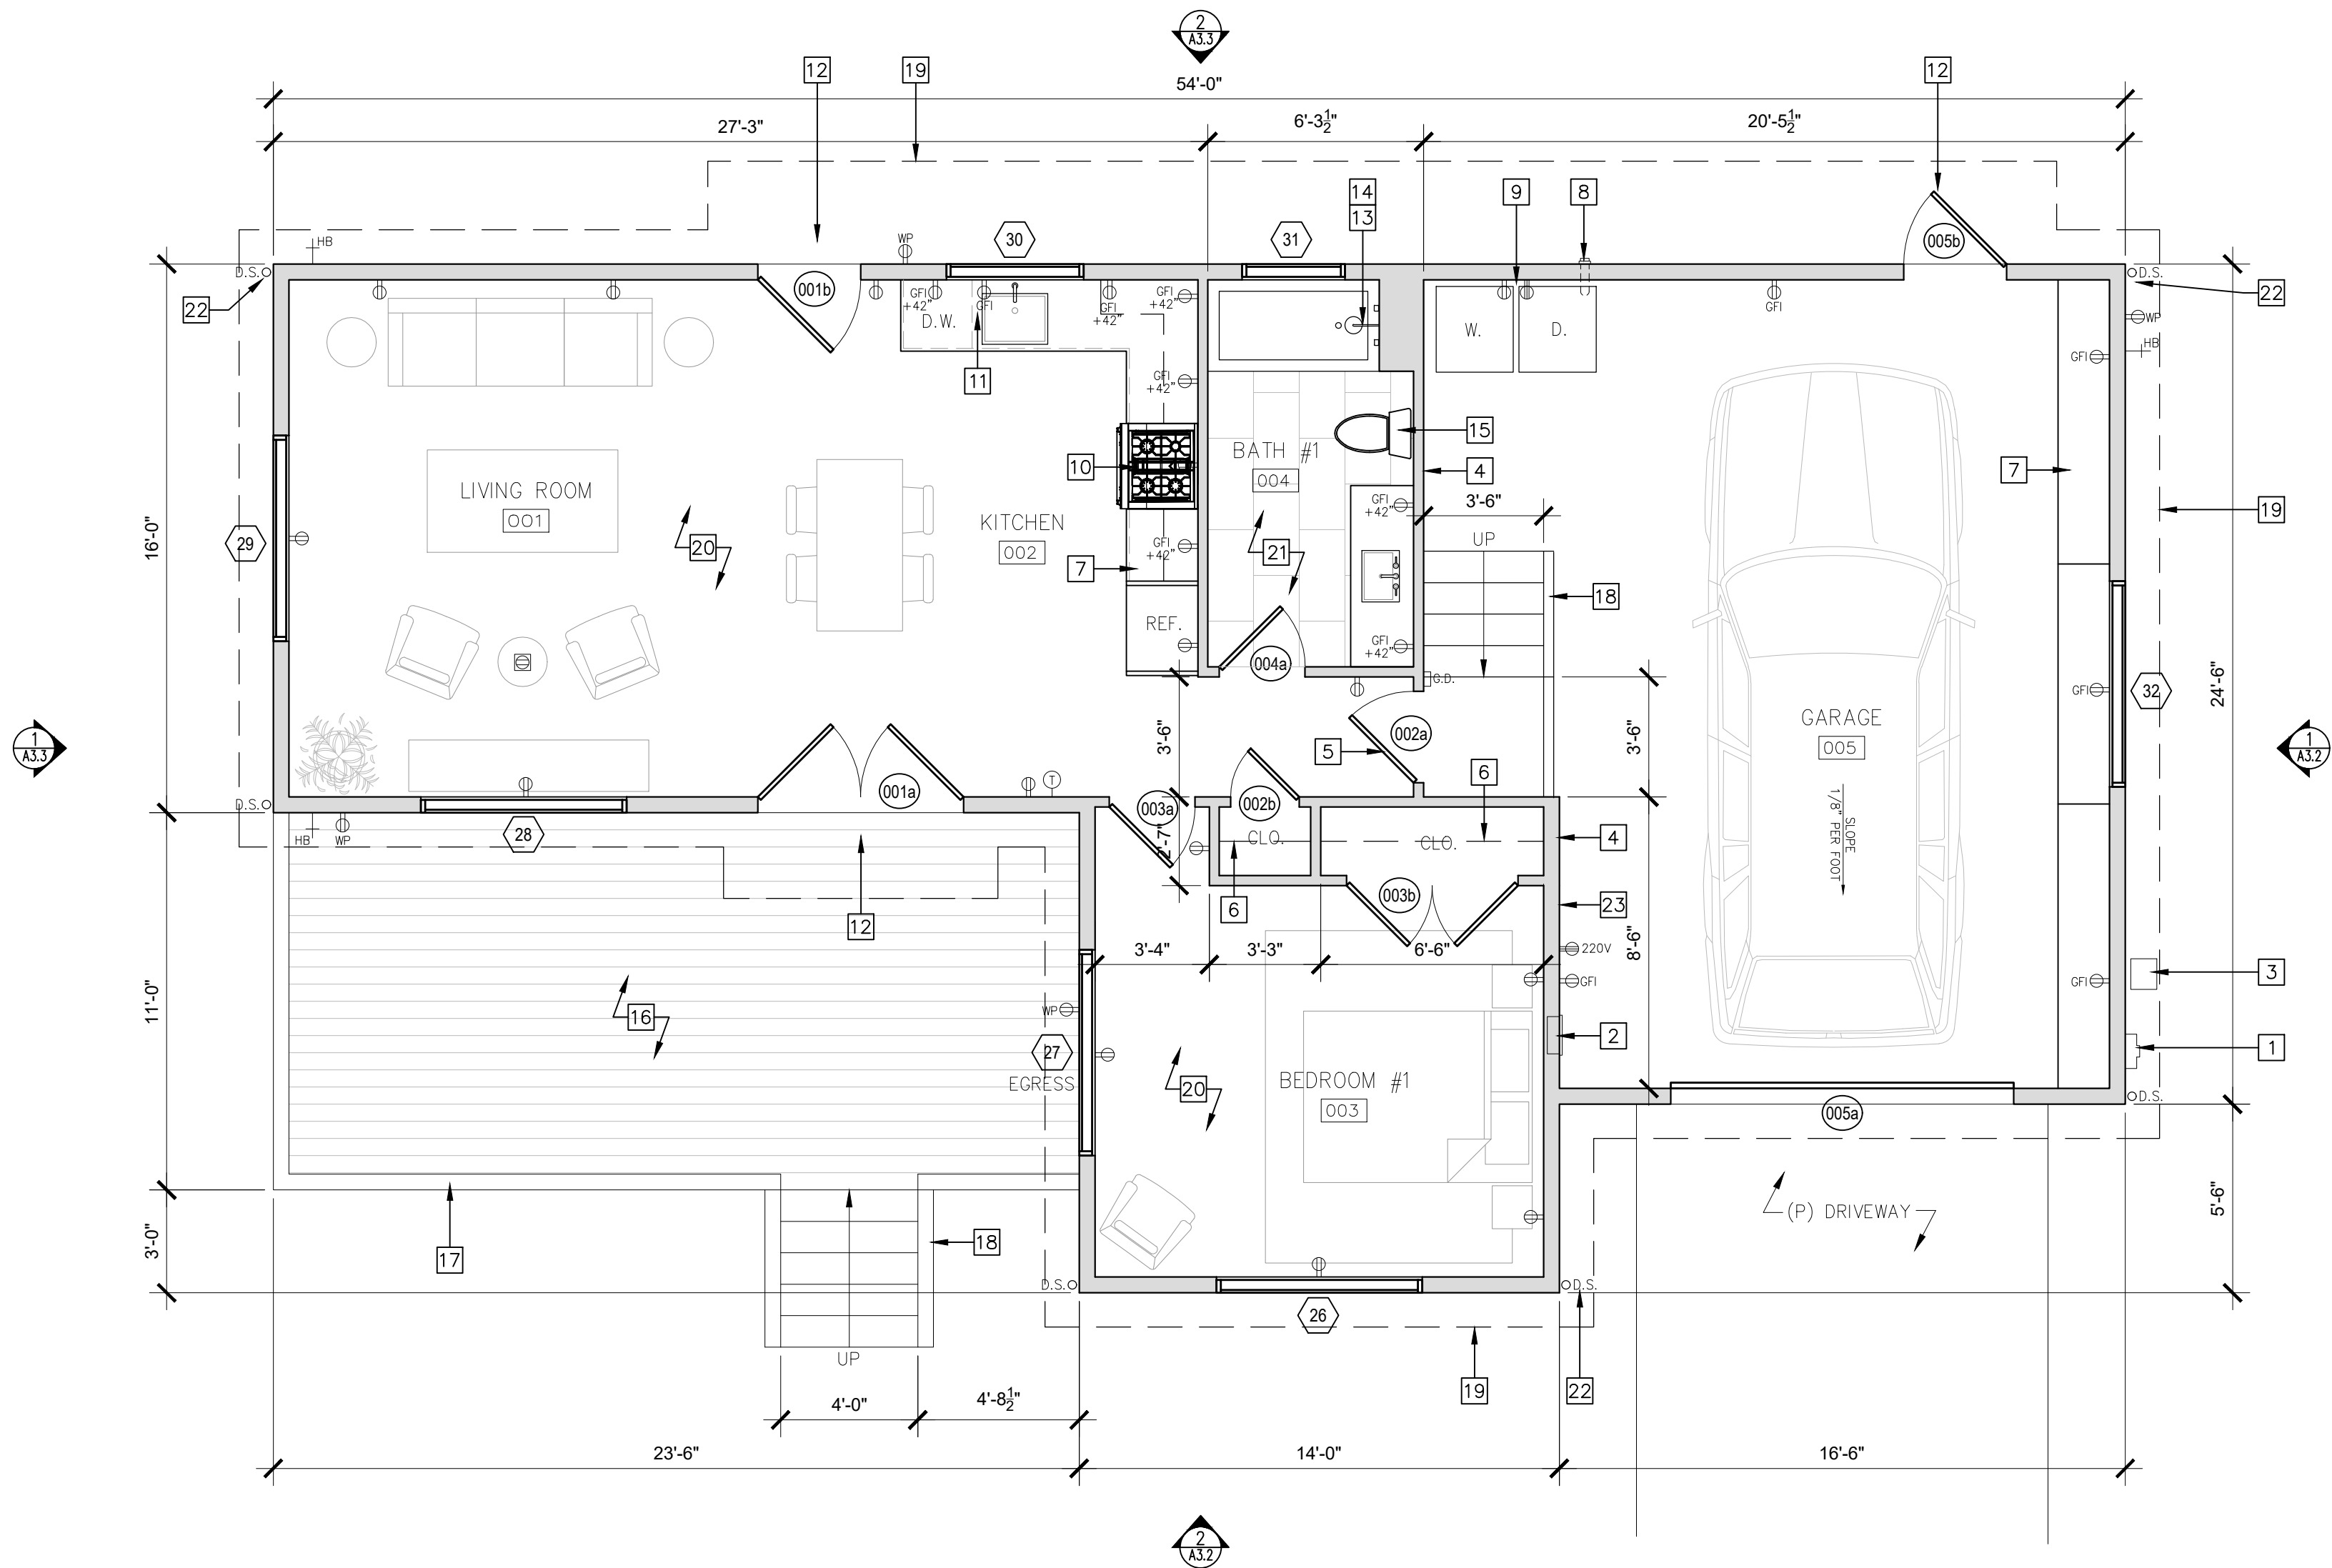 2
A3.3
12
19
12
54'-0"
27'-3"
6'-3½"
20'-5½"
14
13
9
8
HB
WP
30
31
005b
D.S.
D.S.
22
22
001b
GFI
+42"
GFI
GFI
+42"
GFI
+42"
GFI
WP
HB
D.W.
W.
D.
GFI
11
GFI
+42"
15
BATH #1
004
10
4
7
LIVING ROOM
001
3'-6"
GFI
+42"
19
KITCHEN
002
UP
16'-0"
29
20
GFI
+42"
21
7
18
REF.
GFI
+42"
004a
G.D.
24'-6"
GFI
32
GARAGE
005
1
A3.3
3'-6"
5
002a
3'-6"
1
A3.2
6
T
001a
003a
002b
D.S.
28
HB
WP
2'-7"
CLO.
CLO.
4
SLOPE
1/8" PER FOOT
003b
6
23
12
3'-4"
3'-3"
6'-6"
220V
8'-6"
GFI
GFI
3
11'-0"
16
WP
27
2
1
EGRESS
20
BEDROOM #1
003
D.S.
005a
(P) DRIVEWAY
5'-6"
3'-0"
17
18
D.S.
D.S.
26
UP
19
22
4'-0"
4'-8½"
23'-6"
14'-0"
16'-6"
2
A3.2